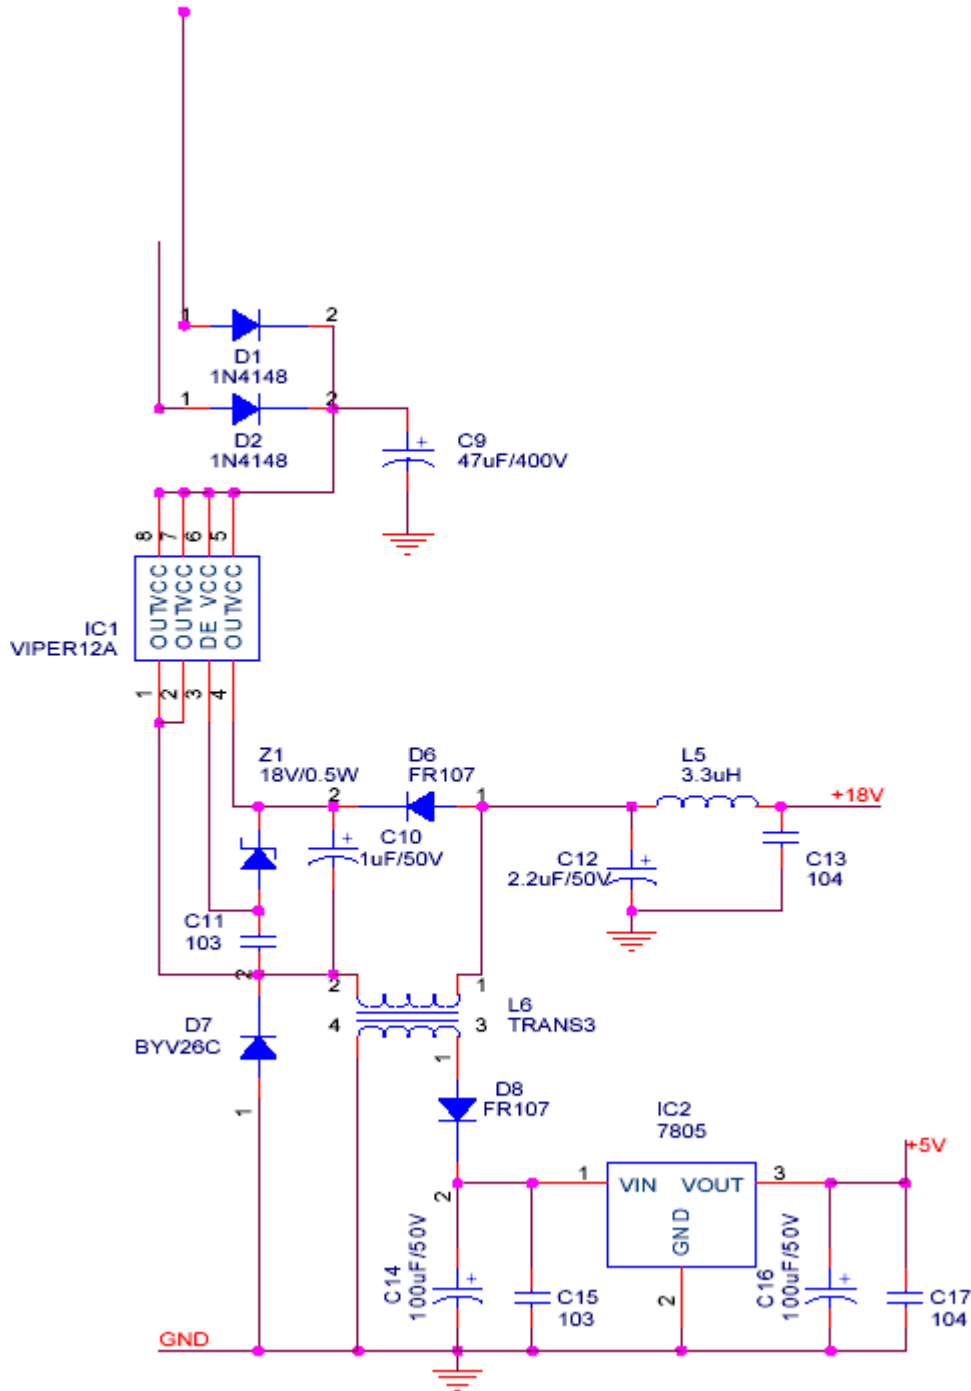 1
2
D1
1N4148
1
2
D2
1N4148
C9
47uF/400V
8
7
6
5
OUTVCC
OUTVCC
DE VCC
OUTVCC
IC1
VIPER12A
1
2
3
4
Z1
18V/0.5W
D6
FR107
L5
3.3uH
2
1
+18V
C10
1uF/50V
C12
2.2uF/50V
C13
104
C11
103
2
2
1
L6
TRANS3
4
3
D7
BYV26C
1
1
D8
FR107
IC2
7805
+5V
1
VIN VOUT
3
GND
2
2
C14
100uF/50V
C15
103
C16
100uF/50V
C17
104
GND